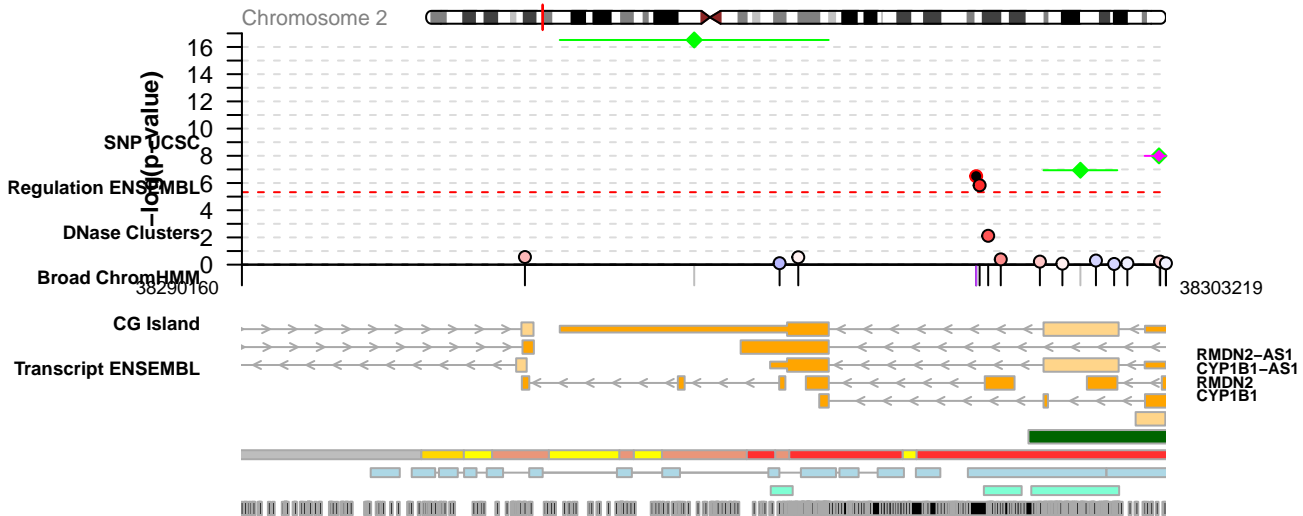 Chromosome 2
16
14
12
10
8
6
4
2
0
−log(p−value)
SNP UCSC
Regulation ENSEMBL
DNase Clusters
Broad ChromHMM
CG Island
Transcript ENSEMBL
38290160
38303219
RMDN2−AS1
CYP1B1−AS1
RMDN2
CYP1B1